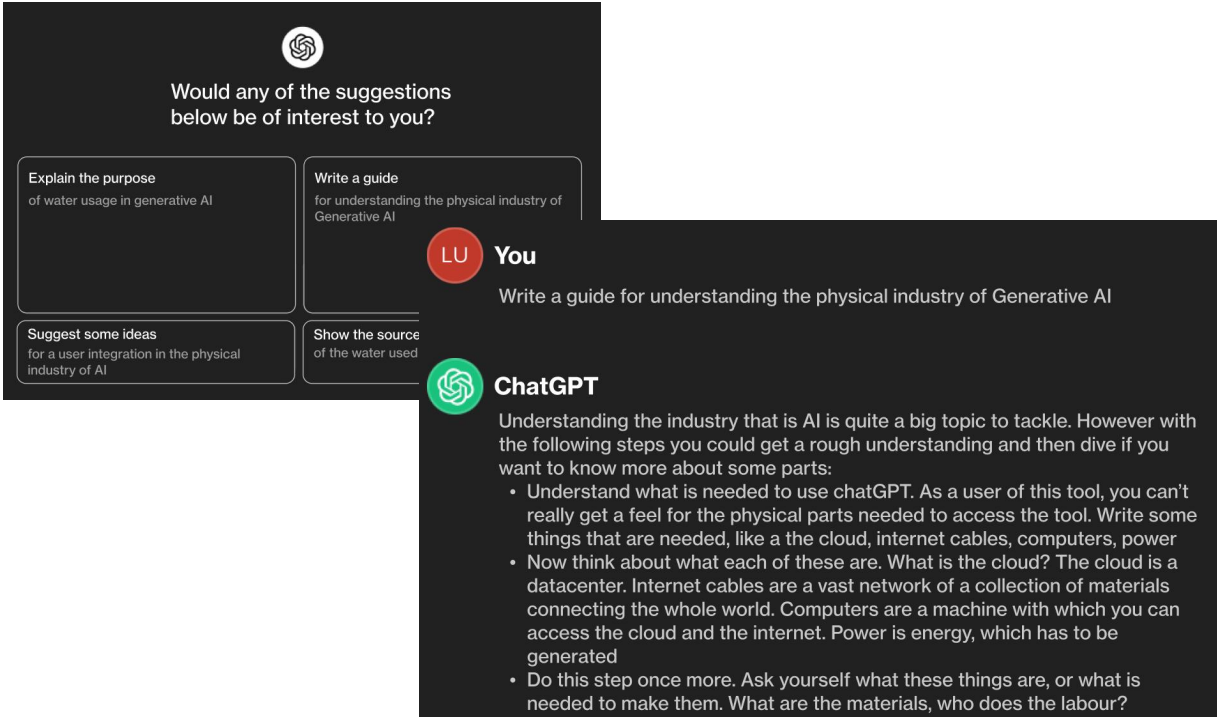 Would any of the suggestions
below be of interest to you?
Explain the purpose
of water usage in generative AI
Write a guide
for understanding the physical industry of
Generative AI
Suggest some ideas
for a user integration in the physical
industry of AI
Show the source
of the water used
LU
You
Write a guide for understanding the physical industry of Generative AI
ChatGPT
Understanding the industry that is AI is quite a big topic to tackle. However with
the following steps you could get a rough understanding and then dive if you
want to know more about some parts:
• Understand what is needed to use chatGPT. As a user of this tool, you can't
really get a feel for the physical parts needed to access the tool. Write some
things that are needed, like a the cloud, internet cables, computers, power
• Now think about what each of these are. What is the cloud? The cloud is a
datacenter. Internet cables are a vast network of a collection of materials
connecting the whole world. Computers are a machine with which you can
access the cloud and the internet. Power is energy, which has to be
generated
• Do this step once more. Ask yourself what these things are, or what is
needed to make them. What are the materials, who does the labour?